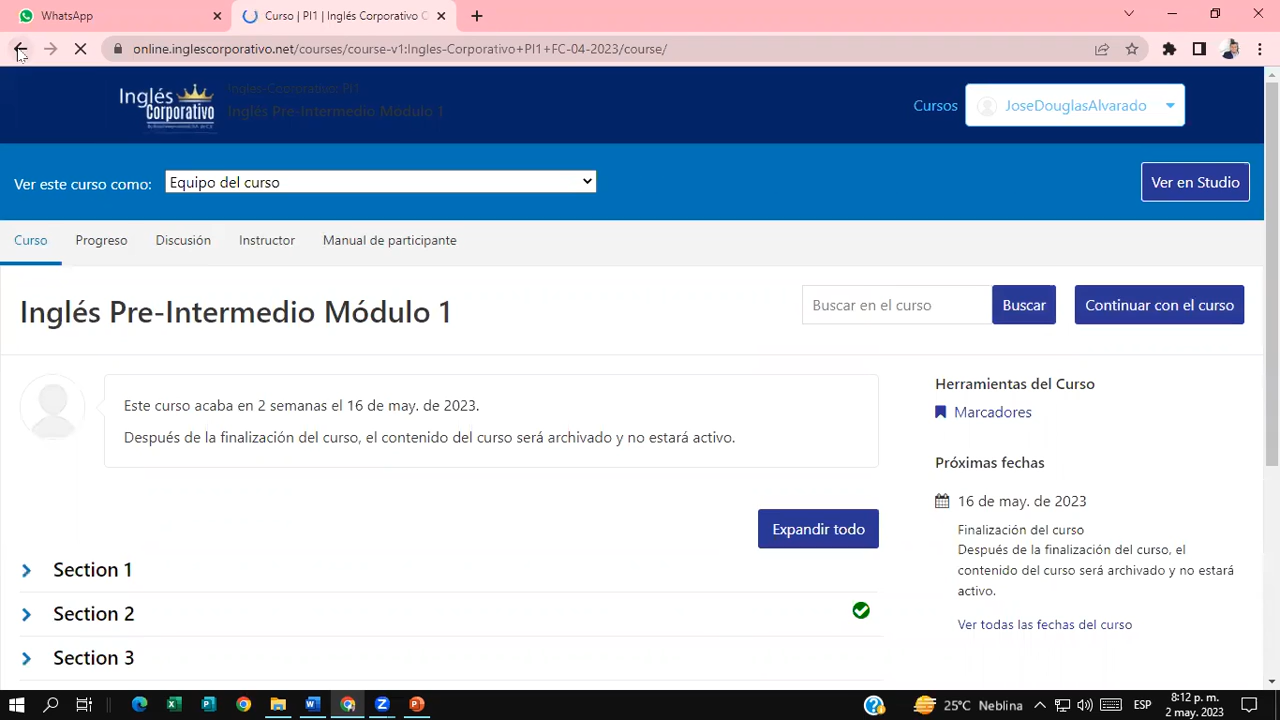 WhatsApp
Curso | PI1 | Inglés Corporativo C
online.inglescorporativo.net/courses/course-v1:Ingles-Corporativo+PI1+FC-04-2023/course/
Inglés
Corporativo
Ingles-Corporativo: PI1
Inglés Pre-Intermedio Módulo 1
Cursos
JoseDouglasAlvarado
Ver este curso como:
Equipo del curso
Ver en Studio
Curso
Progreso
Discusión
Instructor
Manual de participante
Inglés Pre-Intermedio Módulo 1
Buscar en el curso
Buscar
Continuar con el curso
Este curso acaba en 2 semanas el 16 de may. de 2023.
Después de la finalización del curso, el contenido del curso será archivado y no estará activo.
Herramientas del Curso
Marcadores
Próximas fechas
16 de may. de 2023
Finalización del curso
Después de la finalización del curso, el
contenido del curso será archivado y no estará
activo.
Ver todas las fechas del curso
Expandir todo
Section 1
Section 2
Section 3
25°C Neblina
ESP
8:12 p. m.
2 may. 2023